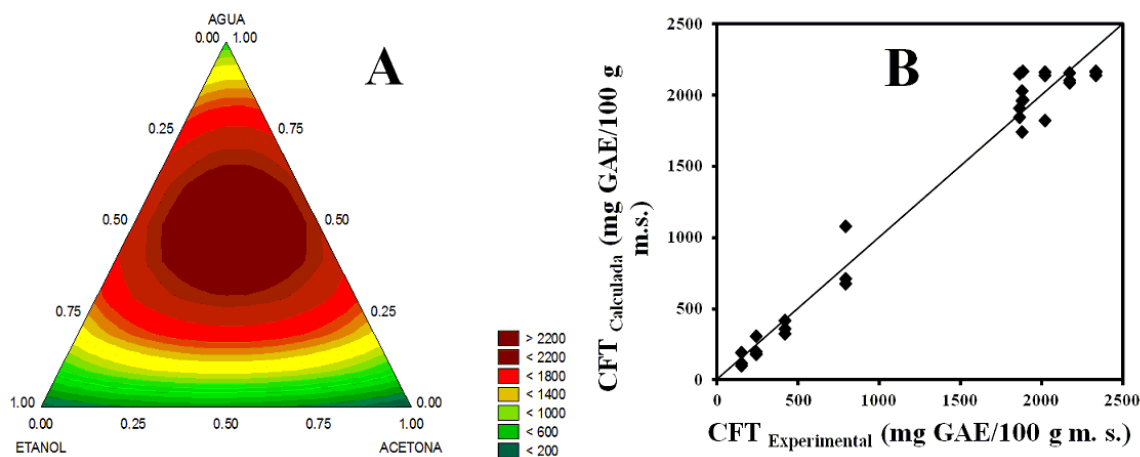 AGUA
0.00 1.00
A
0.25 0.75
0.50 0.50
0.75 0.25
1.00 0.00
0.00 0.25 0.50 0.75 1.00
ETANOL ACETONA
> 2200
< 2200
< 1800
< 1400
< 1000
< 600
< 200
B
CFT Calculada (mg GAE/100 g
m.s.)
2500
2000
1500
1000
500
0
0 500 1000 1500 2000 2500
CFT Experimental (mg GAE/100 g m. s.)